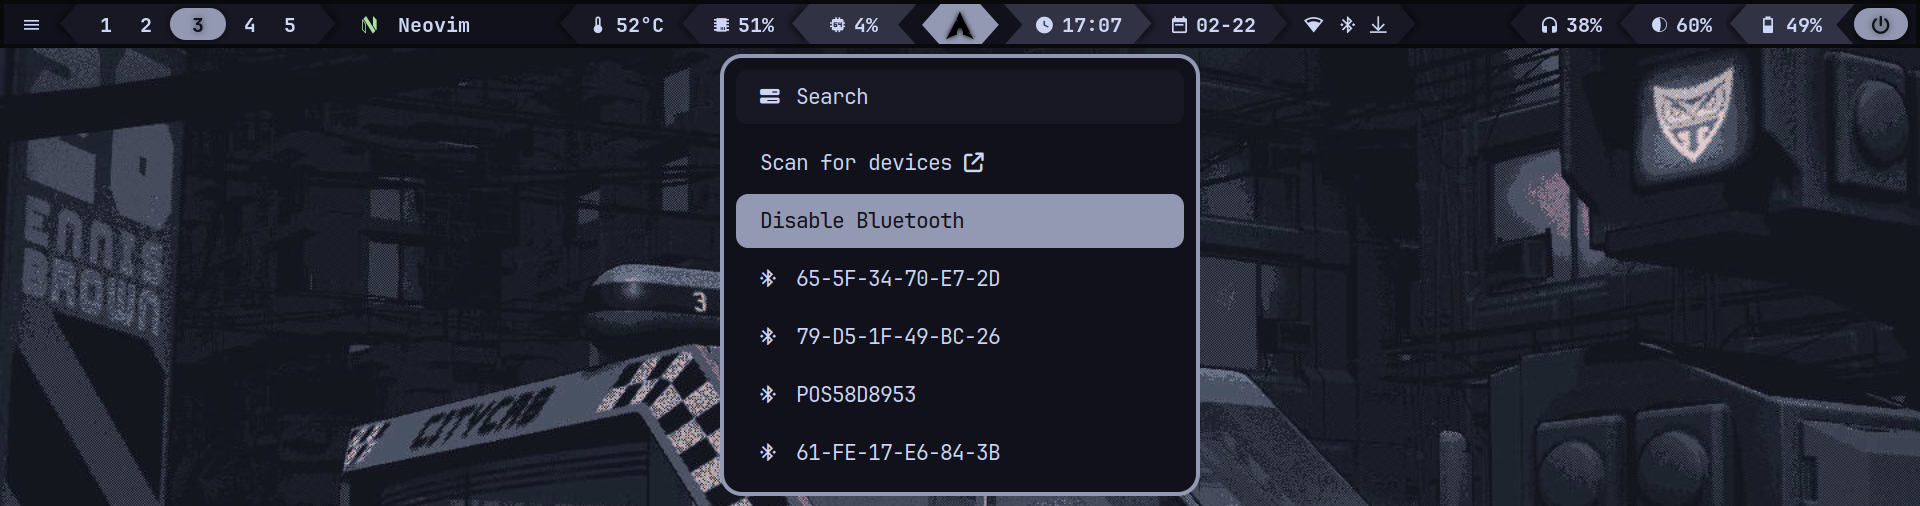 1 2 3 4 5 Neovim 52°C 51% 4% 17:07 02-22 38% 60% 49%
Search
Scan for devices
Disable Bluetooth
65-5F-34-70-E7-2D
79-D5-1F-49-BC-26
POS58D8953
61-FE-17-E6-84-3B
26
ENNIS
BROWN
3
CITYCAB